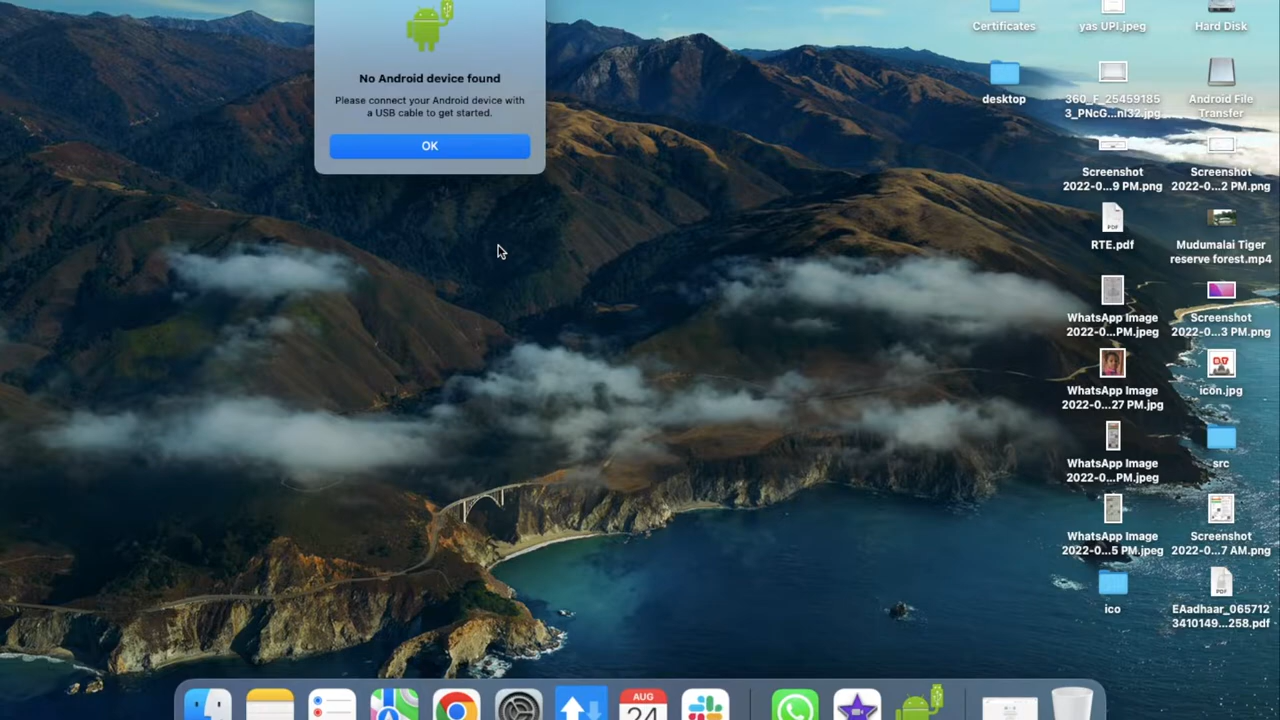 No Android device found
Please connect your Android device with
a USB cable to get started.
OK
Certificates
yas UPI.jpeg
Hard Disk
desktop
360_F_25459185
3_PNcG...nl32.jpg
Android File
Transfer
Screenshot
2022-0...9 PM.png
Screenshot
2022-0...2 PM.png
RTE.pdf
Mudumalai Tiger
reserve forest.mp4
WhatsApp Image
2022-0...PM.jpeg
Screenshot
2022-0...3 PM.png
WhatsApp Image
2022-0...27 PM.jpg
icon.jpg
WhatsApp Image
2022-0...PM.jpeg
src
WhatsApp Image
2022-0...5 PM.jpeg
Screenshot
2022-0...7 AM.png
ico
EAadhaar_065712
3410149...258.pdf
PDF
PDF
AUG
24